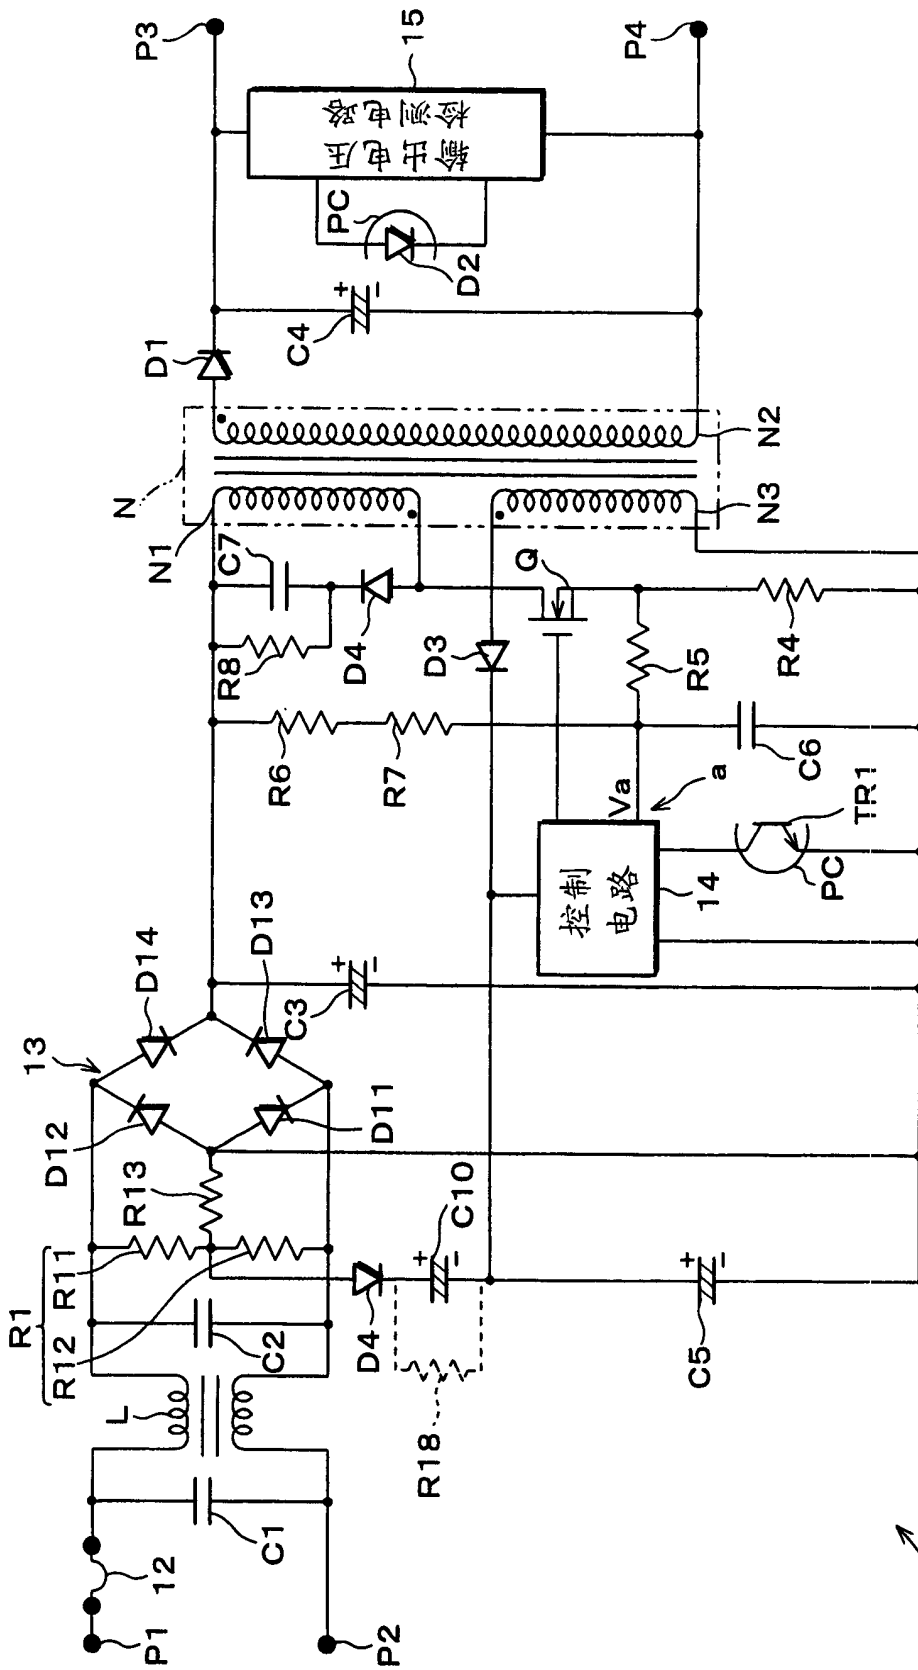 P1
P2
12
C1
L
C2
R1
R11
R12
R13
13
D12
D14
D11
D13
D4
C10
R18
C5
C3
+
−
+
−
+
−
控制
电路
14
Va
a
PC
TR1
C6
R6
R7
R8
C7
D4
D3
Q
R5
R4
N
N1
N2
N3
D1
C4
+
−
PC
D2
输出电压
检测电路
15
P3
P4